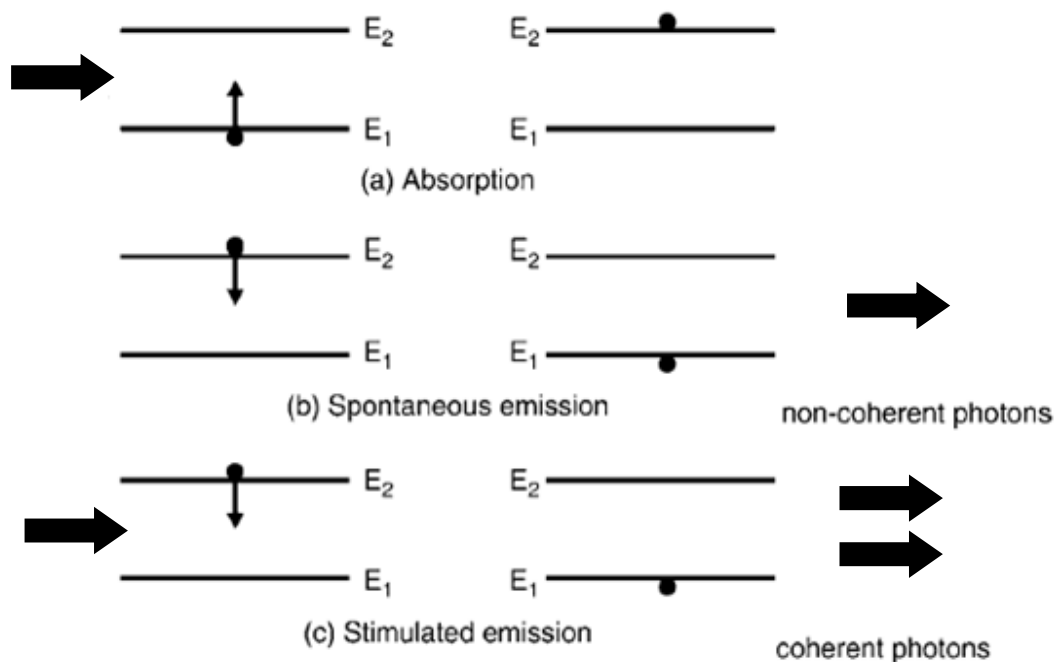 E₂ E₂
E₁ E₁
(a) Absorption
E₂ E₂
E₁ E₁
(b) Spontaneous emission
non-coherent photons
E₂ E₂
E₁ E₁
(c) Stimulated emission
coherent photons